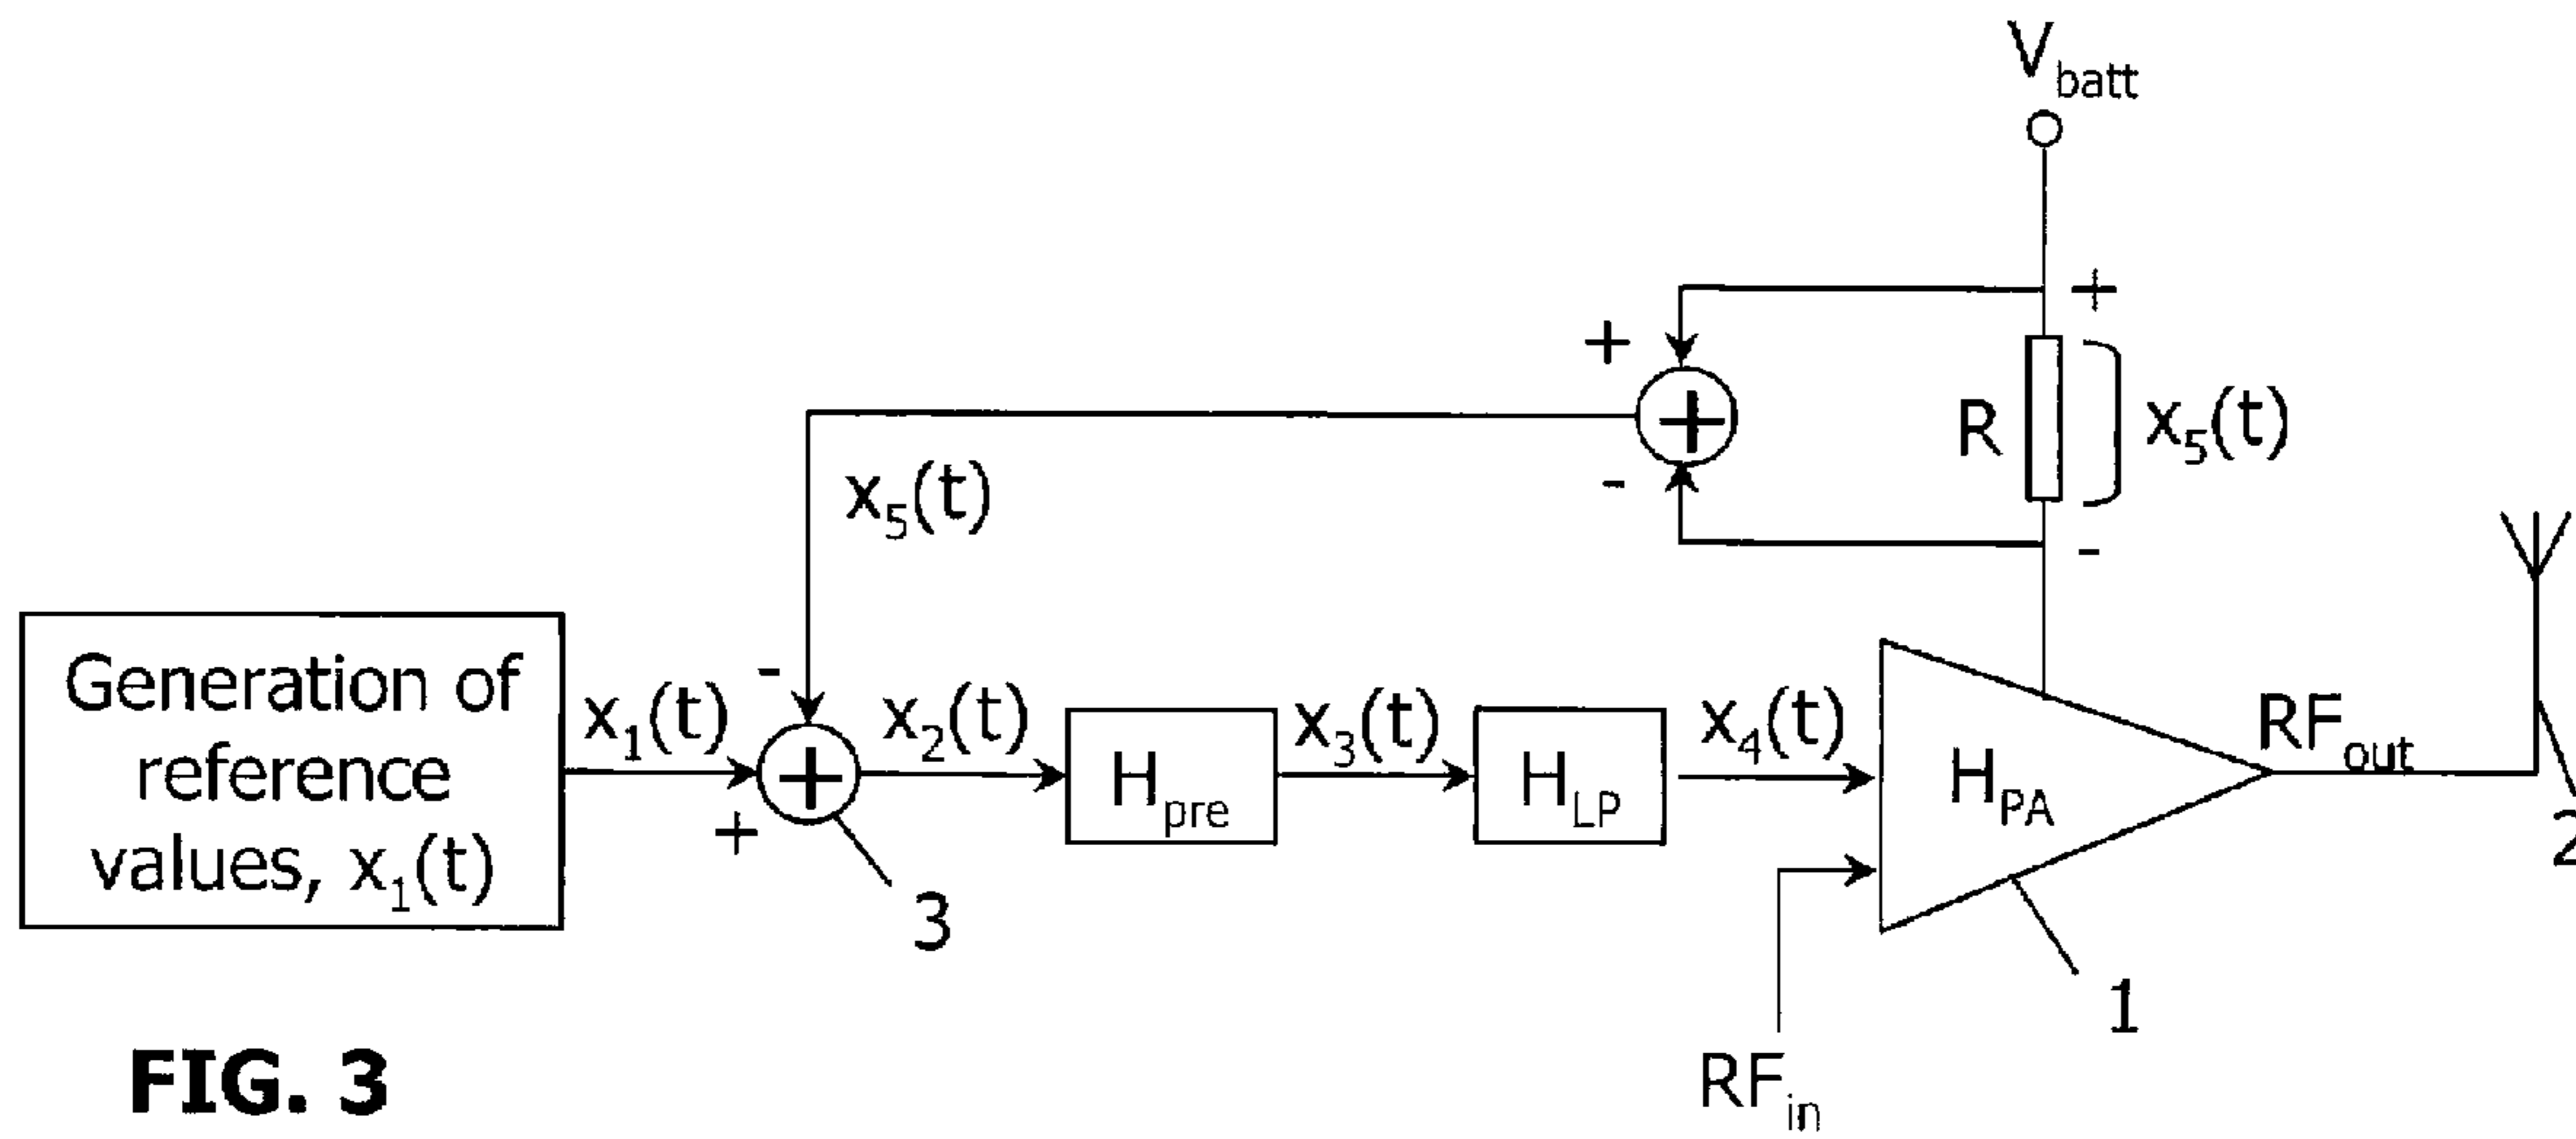 V_batt
+
+
R
x_5(t)
-
-
+
x_5(t)
Generation of
reference
values, x_1(t)
x_1(t)
-
+
+
x_2(t)
H_pre
x_3(t)
H_LP
x_4(t)
H_PA
RF_out
2
3
1
RF_in
FIG. 3